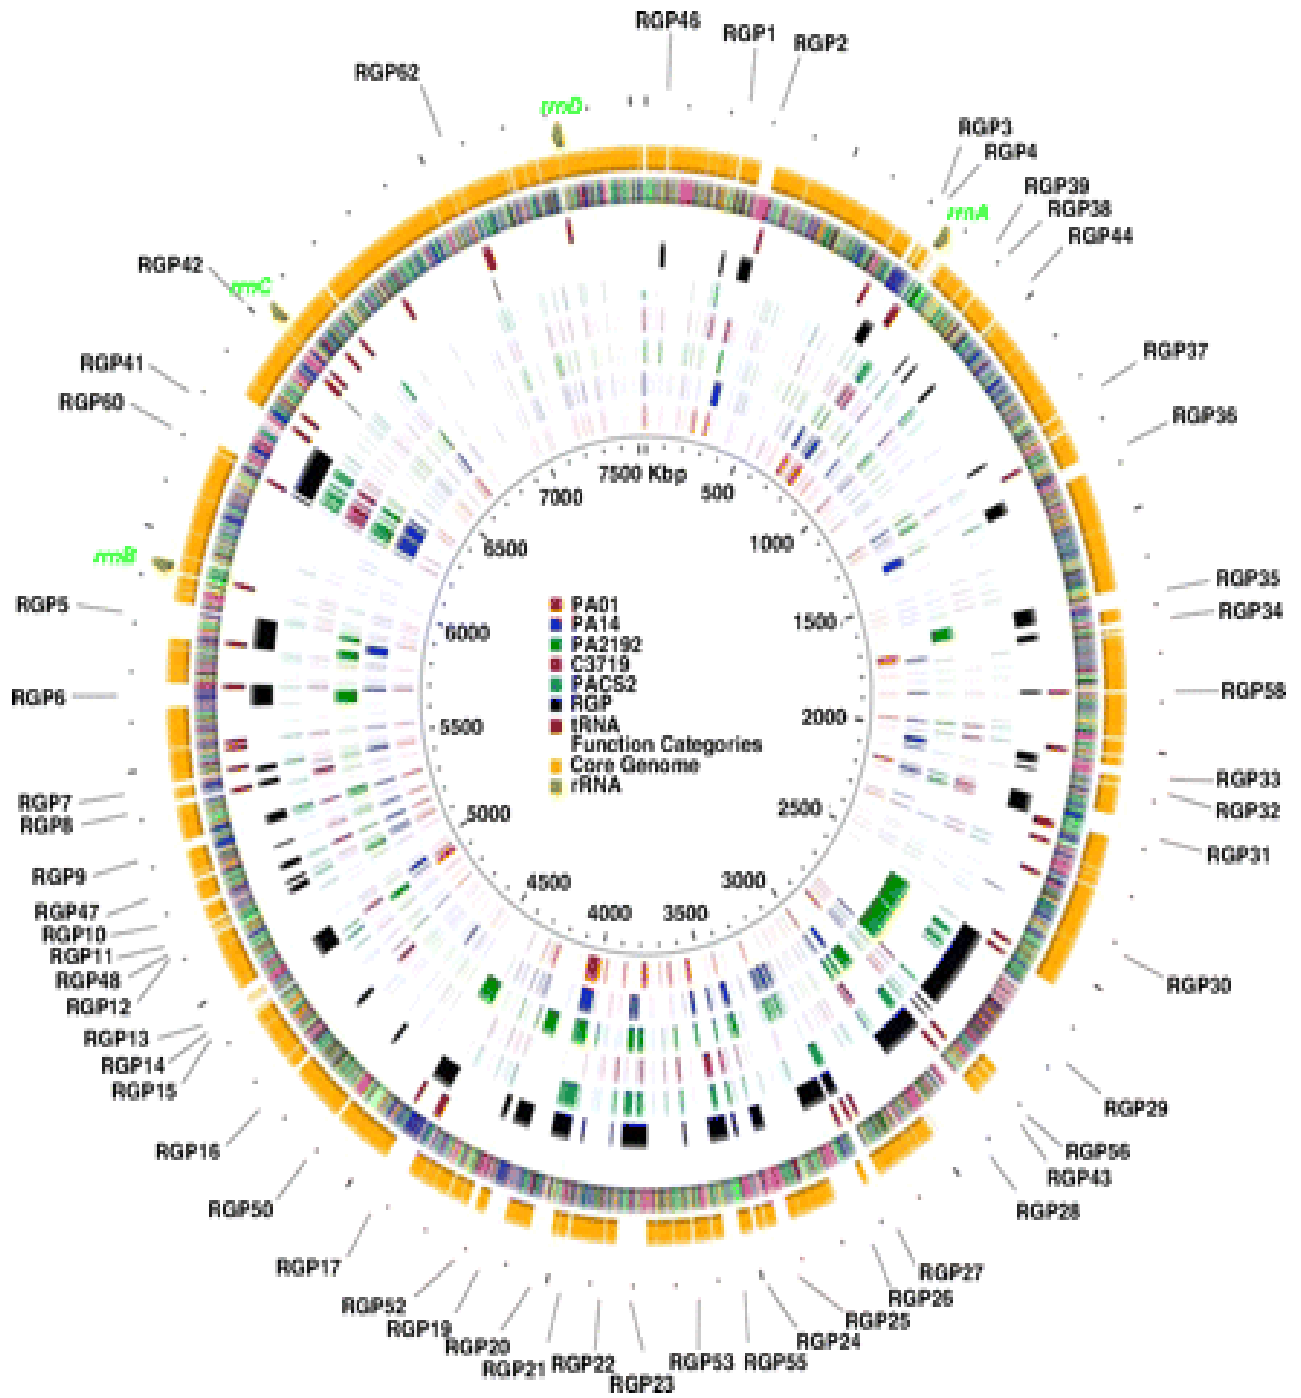 RGP46
RGP1
RGP2
RGP62
rrnD
RGP3
RGP4
RGP39
rrnA
RGP38
RGP44
RGP42
rrnC
RGP37
RGP41
RGP60
RGP36
7500 Kbp
7000
500
6500
1000
rrnB
RGP5
RGP35
RGP34
6000
1500
PA01
PA14
PA2192
C3719
PACS2
RGP
tRNA
Function Categories
Core Genome
rRNA
RGP6
RGP58
5500
2000
RGP33
RGP32
RGP7
RGP8
5000
2500
RGP31
RGP9
4500
3000
4000
3500
RGP47
RGP10
RGP11
RGP48
RGP12
RGP30
RGP13
RGP14
RGP15
RGP29
RGP16
RGP56
RGP43
RGP50
RGP28
RGP17
RGP27
RGP26
RGP52
RGP25
RGP19
RGP24
RGP20
RGP21
RGP22
RGP23
RGP53
RGP55